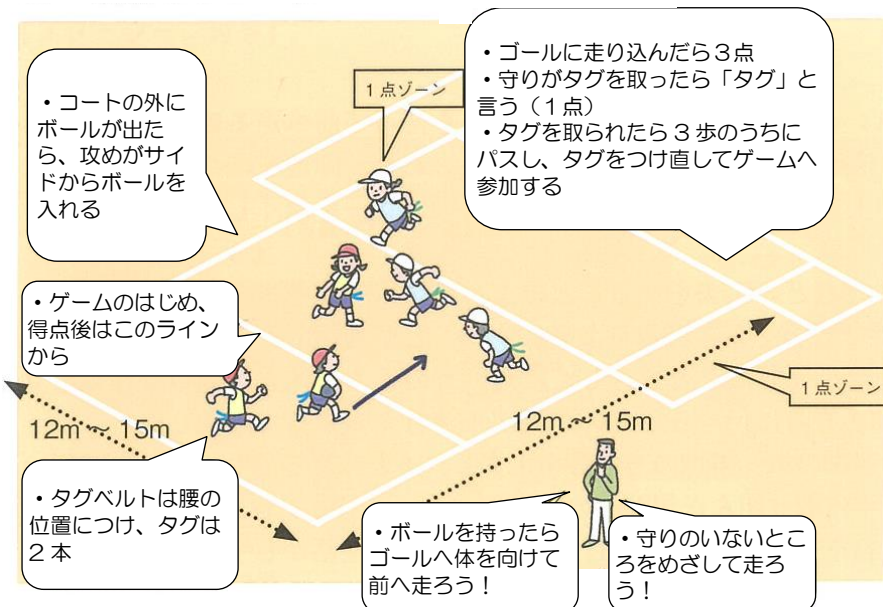 ・コートの外に
ボールが出た
ら、攻めがサイ
ドからボールを
入れる
1点ゾーン
・ゴールに走り込んだら3点
・守りがタグを取ったら「タグ」と
言う（1点）
・タグを取られたら3歩のうちに
パスし、タグをつけ直してゲームへ
参加する
・ゲームのはじめ、
得点後はこのライン
から
1点ゾーン
12m～15m
12m～15m
・タグベルトは腰の
位置につけ、タグは
2本
・ボールを持ったら
ゴールへ体を向けて
前へ走ろう！
・守りのいないとこ
ろをめざして走ろ
う！